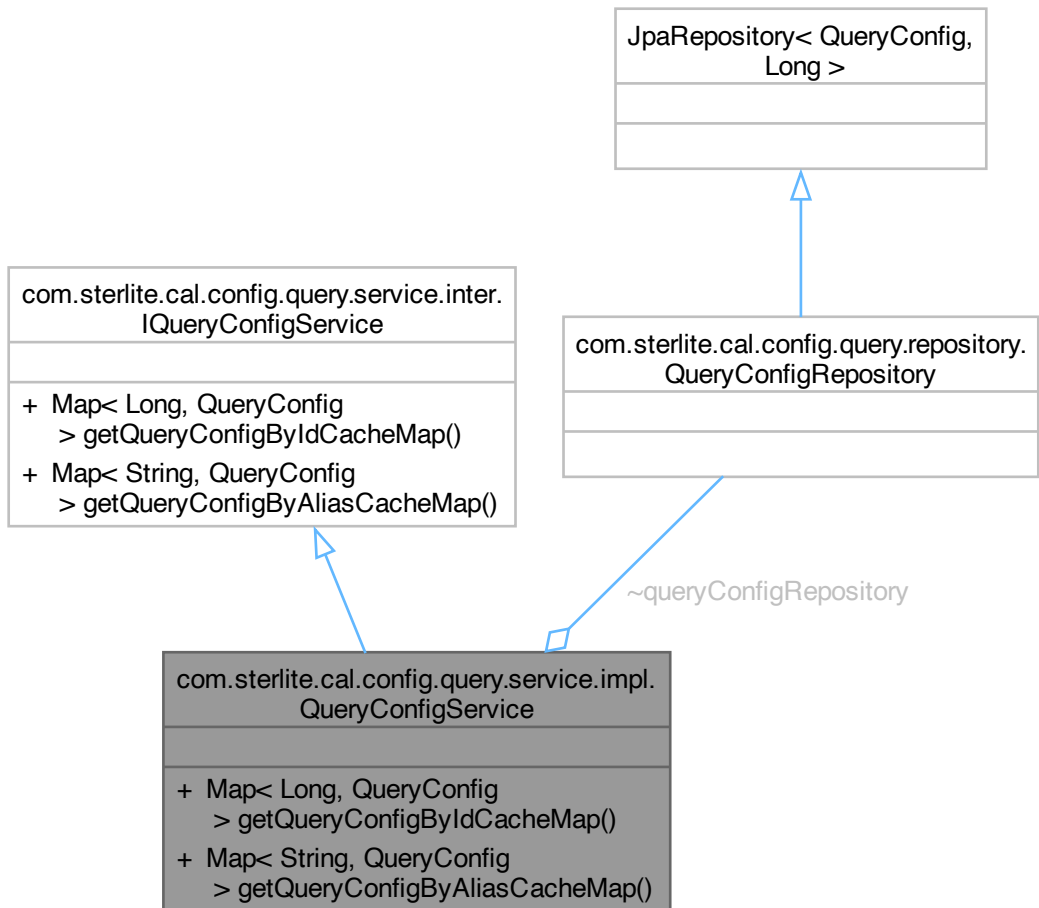 JpaRepository< QueryConfig,
Long >
com.sterlite.cal.config.query.service.inter.
IQueryConfigService
+  Map< Long, QueryConfig
> getQueryConfigByIdCacheMap()
+  Map< String, QueryConfig
> getQueryConfigByAliasCacheMap()
com.sterlite.cal.config.query.repository.
QueryConfigRepository
~queryConfigRepository
com.sterlite.cal.config.query.service.impl.
QueryConfigService
+  Map< Long, QueryConfig
> getQueryConfigByIdCacheMap()
+  Map< String, QueryConfig
> getQueryConfigByAliasCacheMap()